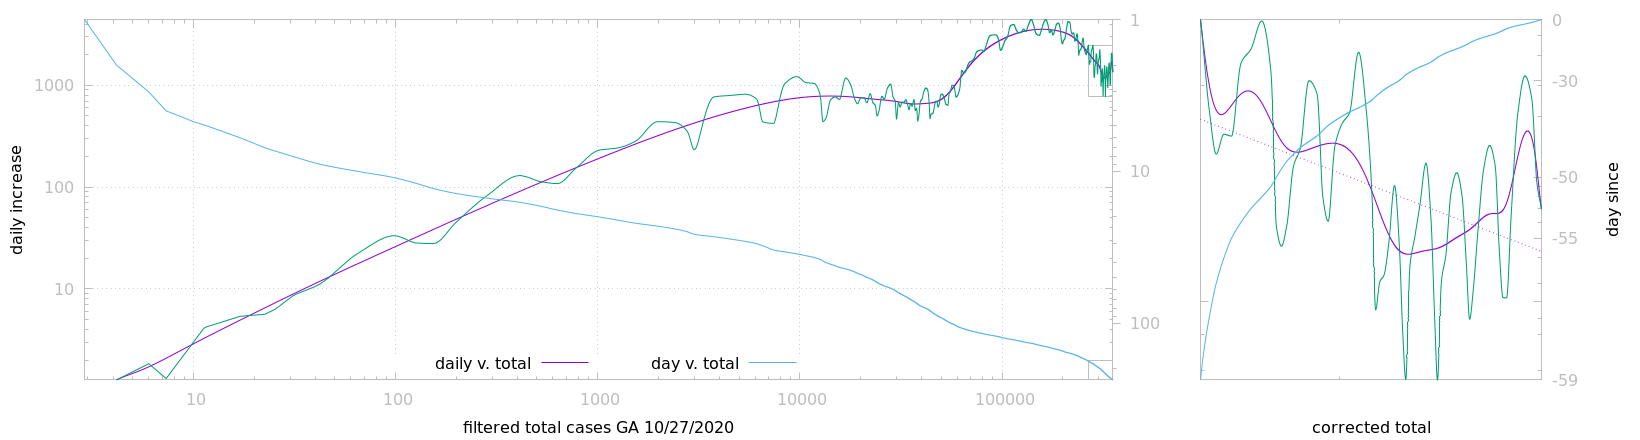 daily increase
1000
100
10
10
100
1000
10000
100000
filtered total cases GA 10/27/2020
daily v. total
day v. total
1
10
100
0
-30
-50
-55
-59
day since
corrected total